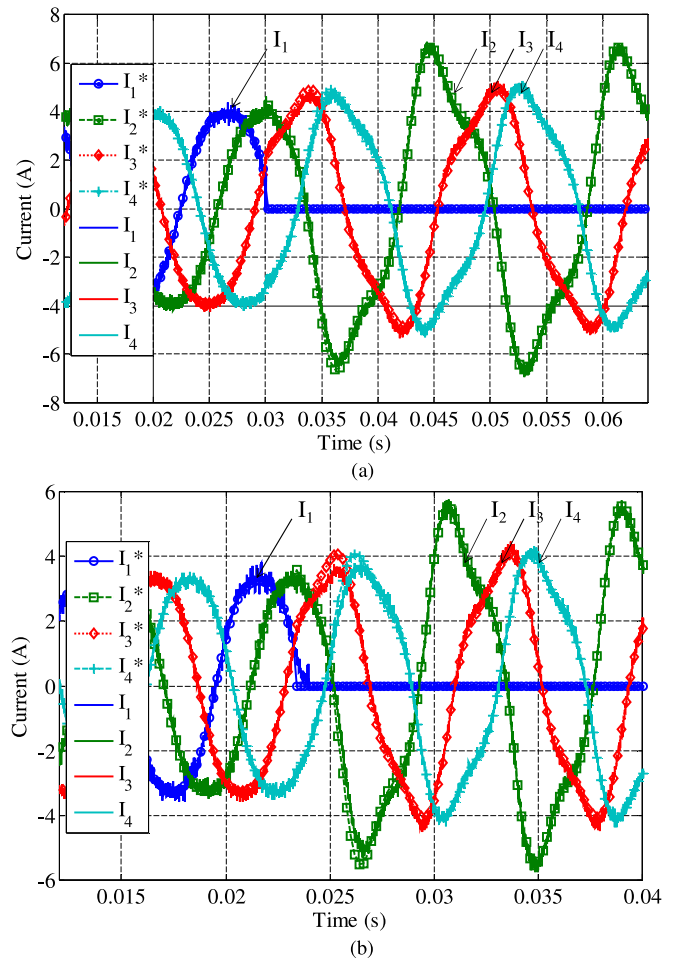 (a)
8
6
4
2
0
-2
-4
-6
-8
Current (A)
0.015
0.02
0.025
0.03
0.035
0.04
0.045
0.05
0.055
0.06
Time (s)
I₁*
I₂*
I₃*
I₄*
I₁
I₂
I₃
I₄
I₁
I₂
I₃
I₄
(b)
6
4
2
0
-2
-4
-6
Current (A)
0.015
0.02
0.025
0.03
0.035
0.04
Time (s)
I₁*
I₂*
I₃*
I₄*
I₁
I₂
I₃
I₄
I₁
I₂
I₃
I₄